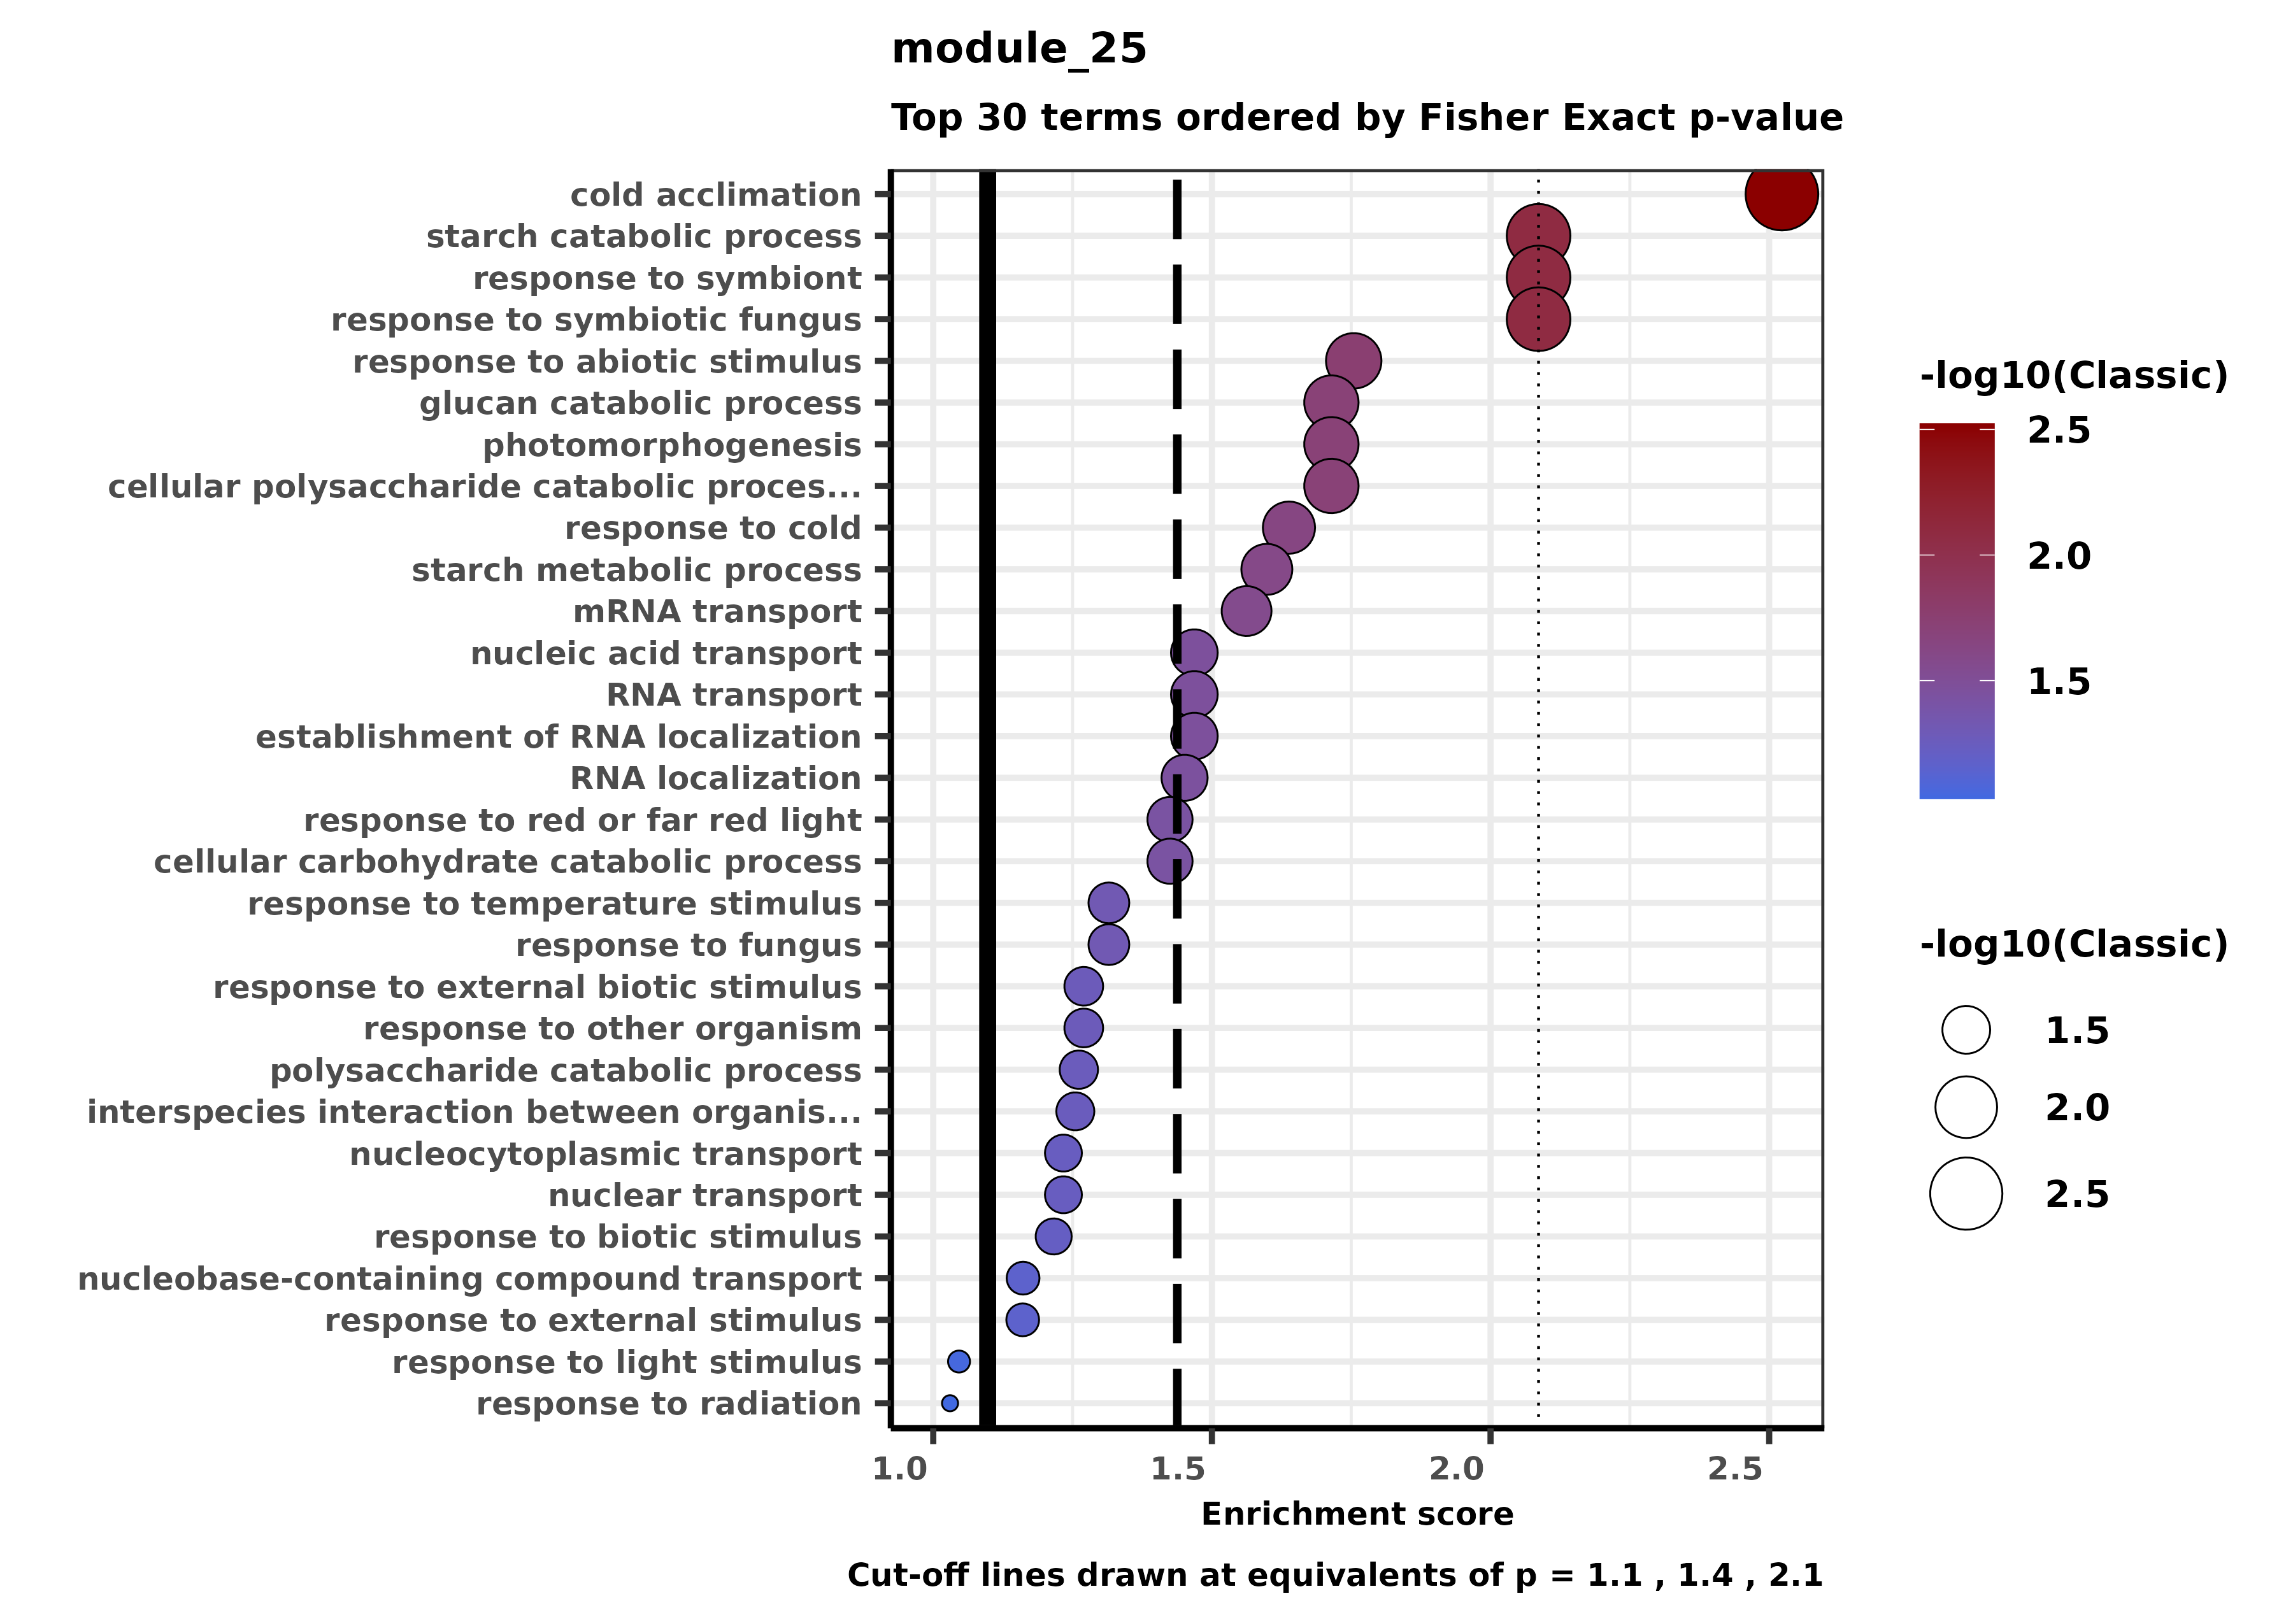 module_25
Top 30 terms ordered by Fisher Exact p-value
cold acclimation
starch catabolic process
response to symbiont
response to symbiotic fungus
response to abiotic stimulus
glucan catabolic process
photomorphogenesis
cellular polysaccharide catabolic proces...
response to cold
starch metabolic process
mRNA transport
nucleic acid transport
RNA transport
establishment of RNA localization
RNA localization
response to red or far red light
cellular carbohydrate catabolic process
response to temperature stimulus
response to fungus
response to external biotic stimulus
response to other organism
polysaccharide catabolic process
interspecies interaction between organis...
nucleocytoplasmic transport
nuclear transport
response to biotic stimulus
nucleobase-containing compound transport
response to external stimulus
response to light stimulus
response to radiation
1.0 1.5 2.0 2.5
Enrichment score
Cut-off lines drawn at equivalents of p = 1.1 , 1.4 , 2.1
-log10(Classic)
2.5
2.0
1.5
-log10(Classic)
1.5
2.0
2.5